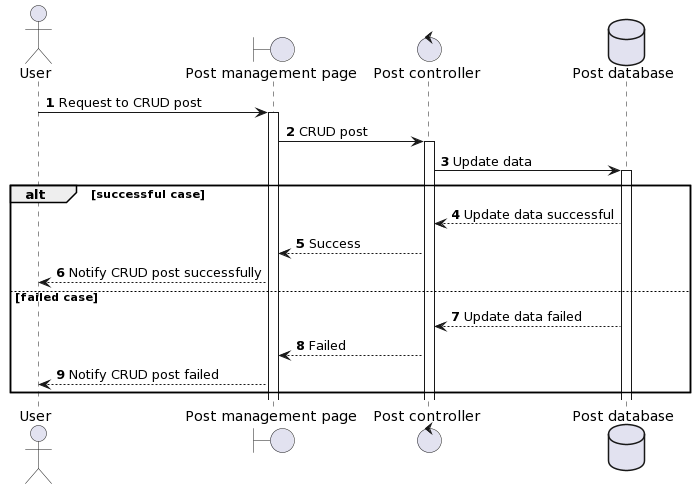 User
Post management page
Post controller
Post database
1 Request to CRUD post
2 CRUD post
3 Update data
alt [successful case]
4 Update data successful
5 Success
6 Notify CRUD post successfully
[failed case]
7 Update data failed
8 Failed
9 Notify CRUD post failed
User
Post management page
Post controller
Post database